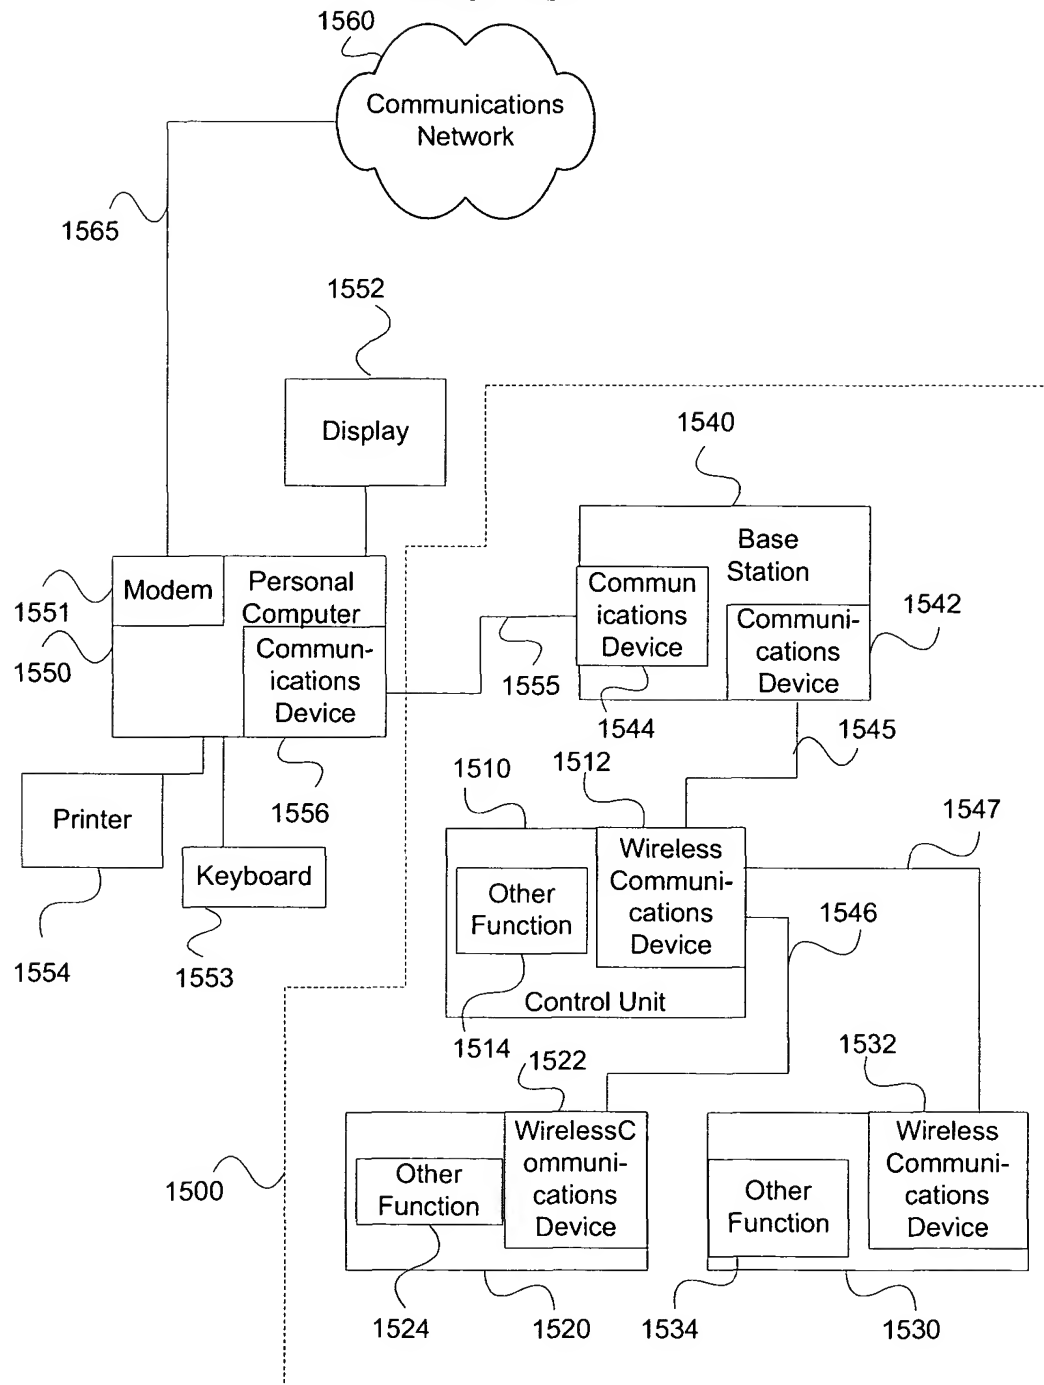 1560
Communications
Network
1565
1552
Display
1540
Base
Station
Modem
Personal
Computer
1551
1550
Commun
ications
Device
Communi-
cations
Device
1542
Commun-
ications
Device
1555
1544
1545
1556
1510
1512
1547
Printer
Keyboard
Wireless
Communi-
cations
Device
Other
Function
1546
1554
1553
Control Unit
1514
1522
1532
WirelessC
ommuni-
cations
Device
Wireless
Communi-
cations
Device
1500
Other
Function
Other
Function
1524
1520
1534
1530